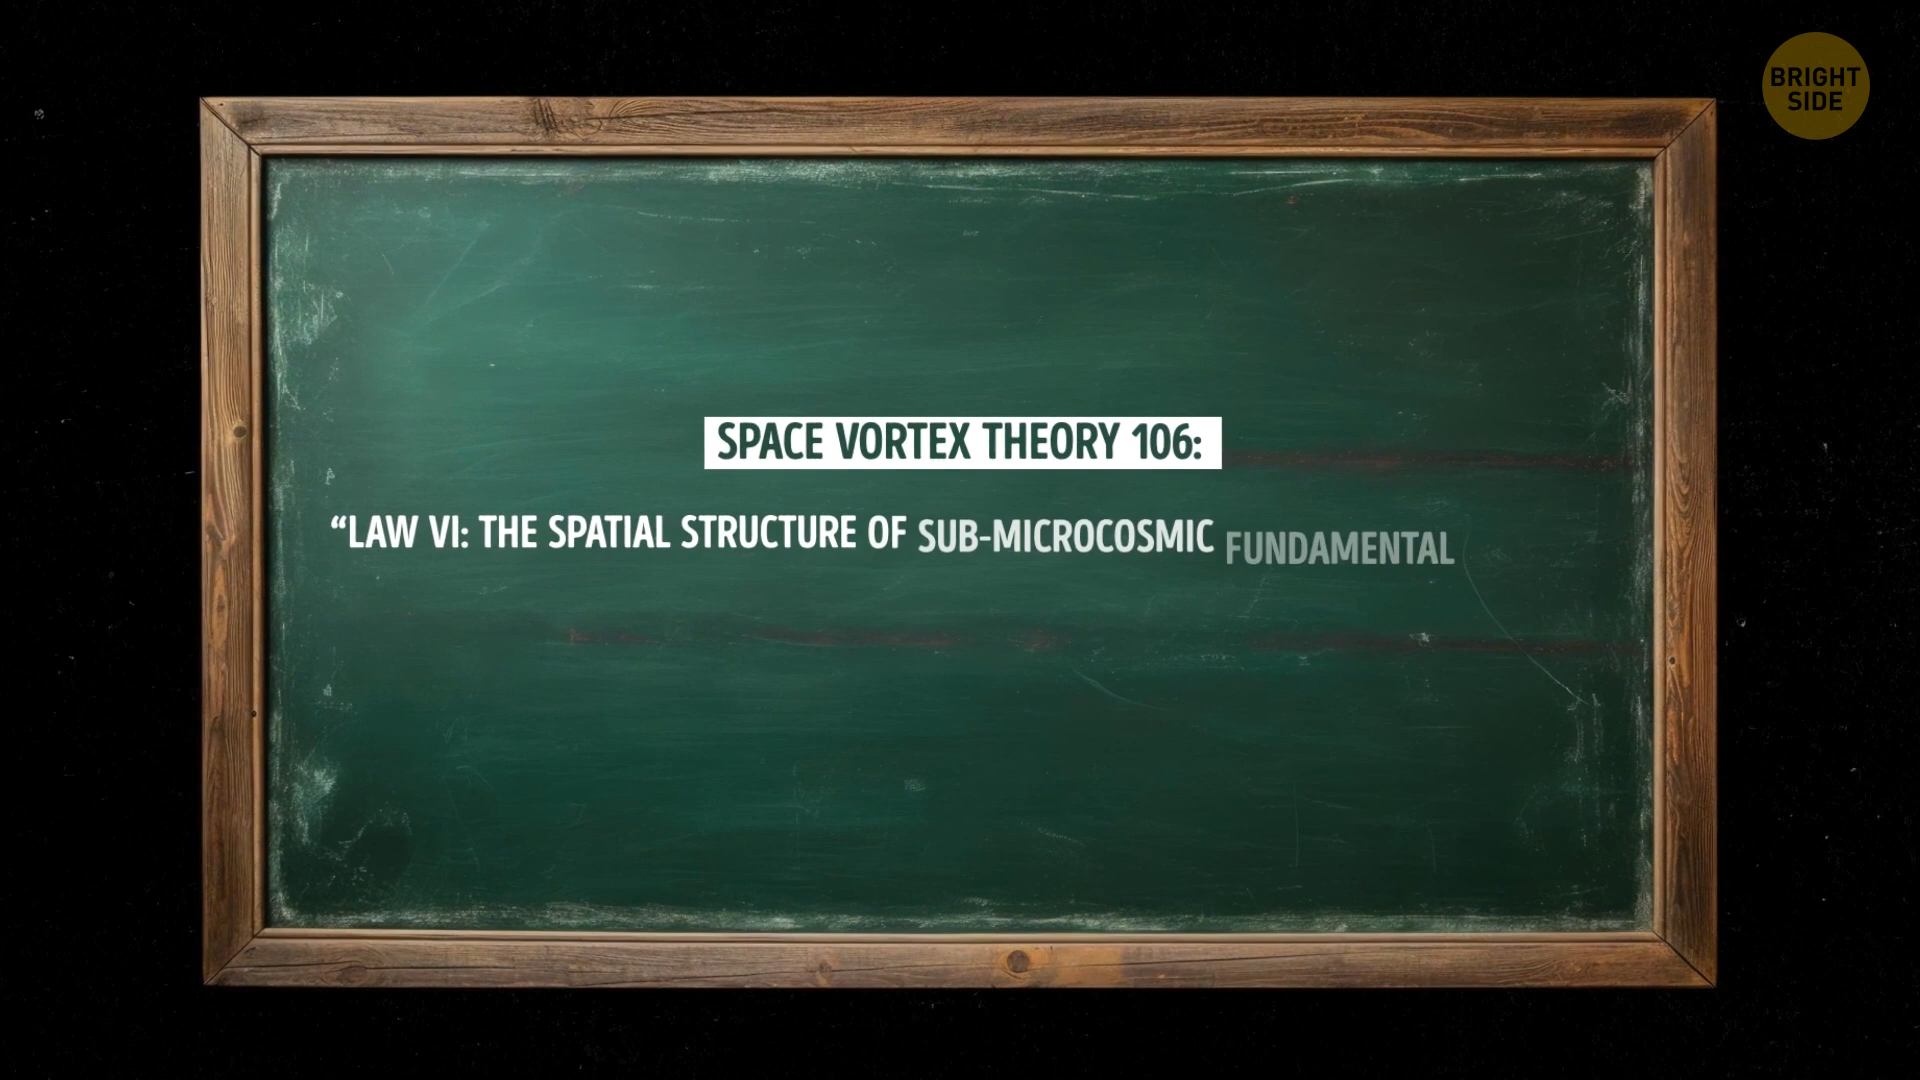 BRIGHT
SIDE
SPACE VORTEX THEORY 106:
“LAW VI: THE SPATIAL STRUCTURE OF SUB-MICROCOSMIC FUNDAMENTAL